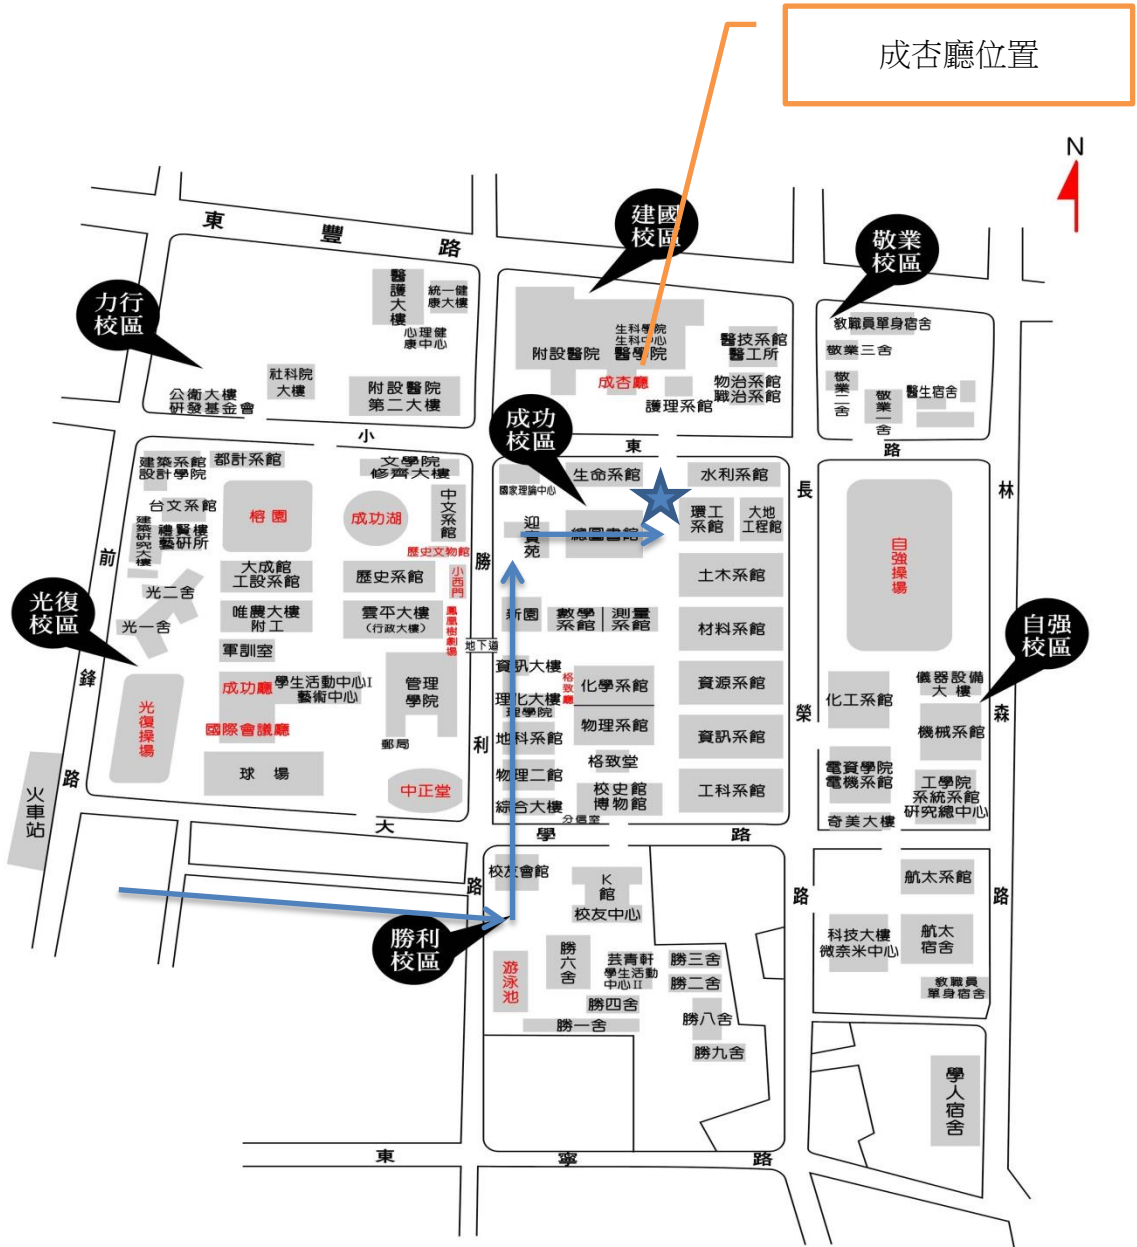 成杏廳位置
N
東
豐
路
建國
校區
敬業
校區
力行
校區
醫護大樓
統一健
康大樓
心理健
康中心
社科院
大樓
公衛大樓
研發基金會
附設醫院
第二大樓
生科學院
生科中心
附設醫院
醫學院
醫技系館
醫工所
成杏廳
護理系館
物治系館
職治系館
教職員單身宿舍
敬業三舍
敬業二舍
敬業一舍
醫生宿舍
小
東
路
成功
校區
建築系館
設計學院
都計系館
文學院
修齊大樓
台文系館
禮賢樓
藝研所
建築研究大樓
榕園
成功湖
中文系館
歷史文物館
國家理論中心
生命系館
水利系館
迎賓苑
總圖書館
環工
系館
大地
工程館
長
榮
路
林
森
路
自強操場
前
鋒
路
勝
利
路
光復
校區
光二舍
光一舍
大成館
工設系館
歷史系館
小西門
唯農大樓
附工
雲平大樓
(行政大樓)
鳳凰樹劇場
地下道
軍訓室
成功廳
學生活動中心I
藝術中心
國際會議廳
管理
學院
郵局
光復操場
球 場
中正堂
火車站
新園
數學
系館
測量
系館
土木系館
材料系館
資訊大樓
格致廳
化學系館
理化大樓
理學院
物理系館
資源系館
地科系館
格致堂
資訊系館
物理二館
校史館
博物館
綜合大樓
分信室
工科系館
自強
校區
儀器設備
大樓
化工系館
機械系館
電資學院
電機系館
工學院
系統系館
研究總中心
奇美大樓
大
學
路
校友會館
K
館
校友中心
勝利
校區
游泳池
勝六舍
芸青軒
學生活動
中心II
勝三舍
勝二舍
勝四舍
勝一舍
勝八舍
勝九舍
航太系館
科技大樓
微奈米中心
航太
宿舍
教職員
單身宿舍
學人宿舍
東
寧
路